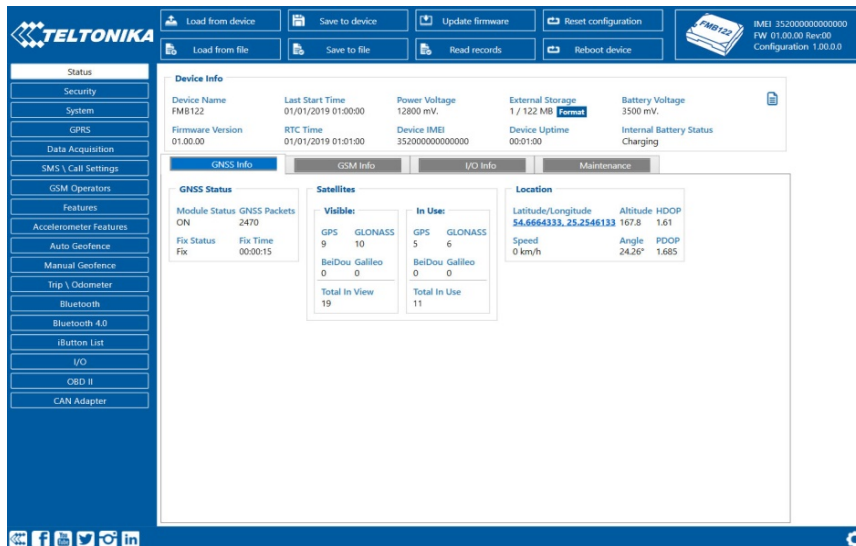 TELTONIKA
Load from device
Save to device
Update firmware
Reset configuration
Load from file
Save to file
Read records
Reboot device
FMB122
IMEI 352000000000000
FW 01.00.00 Rev:00
Configuration 1.00.0.0
Status
Security
System
GPRS
Data Acquisition
SMS \ Call Settings
GSM Operators
Features
Accelerometer Features
Auto Geofence
Manual Geofence
Trip \ Odometer
Bluetooth
Bluetooth 4.0
iButton List
I/O
OBD II
CAN Adapter
Device Info
Device Name Last Start Time Power Voltage External Storage Battery Voltage
FMB122 01/01/2019 01:00:00 12800 mV. 1 / 122 MB Format 3500 mV.
Firmware Version RTC Time Device IMEI Device Uptime Internal Battery Status
01.00.00 01/01/2019 01:01:00 352000000000000 00:01:00 Charging
GNSS Info GSM Info I/O Info Maintenance
GNSS Status
Module Status GNSS Packets
ON 2470
Fix Status Fix Time
Fix 00:00:15
Satellites
Visible:
GPS GLONASS
9 10
BeiDou Galileo
0 0
Total In View
19
In Use:
GPS GLONASS
5 6
BeiDou Galileo
0 0
Total In Use
11
Location
Latitude/Longitude Altitude HDOP
54.6664333, 25.2546133 167.8 1.61
Speed Angle PDOP
0 km/h 24.26° 1.685